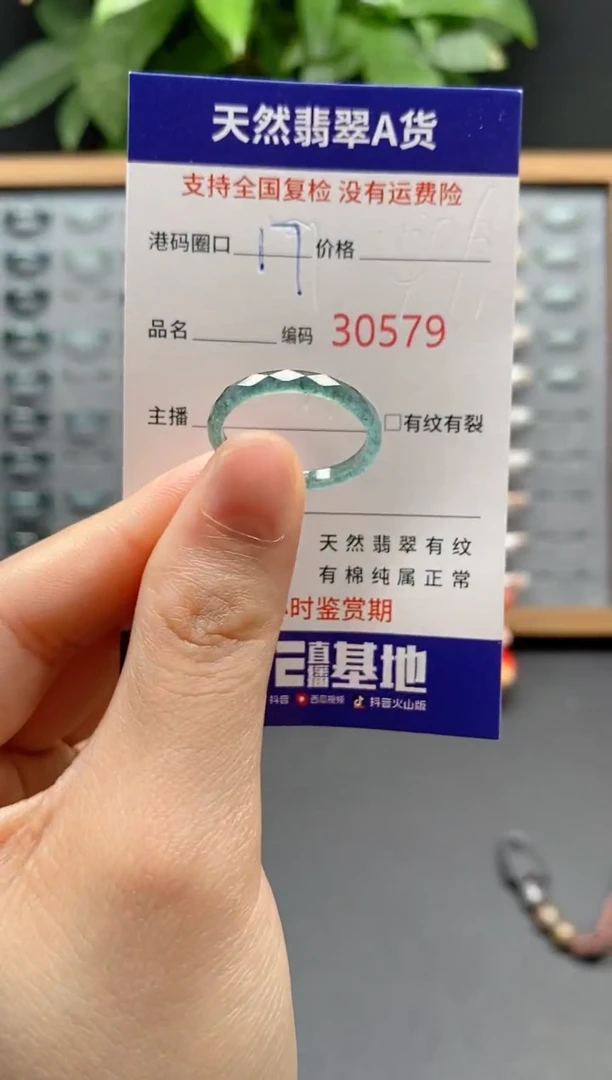 天然翡翠A货
支持全国复检 没有运费险
港码圈口 17 价格
品名 编码 30579
主播 □有纹有裂
天然翡翠有纹
有棉纯属正常
时鉴赏期
直播基地
抖音 西瓜视频 抖音火山版